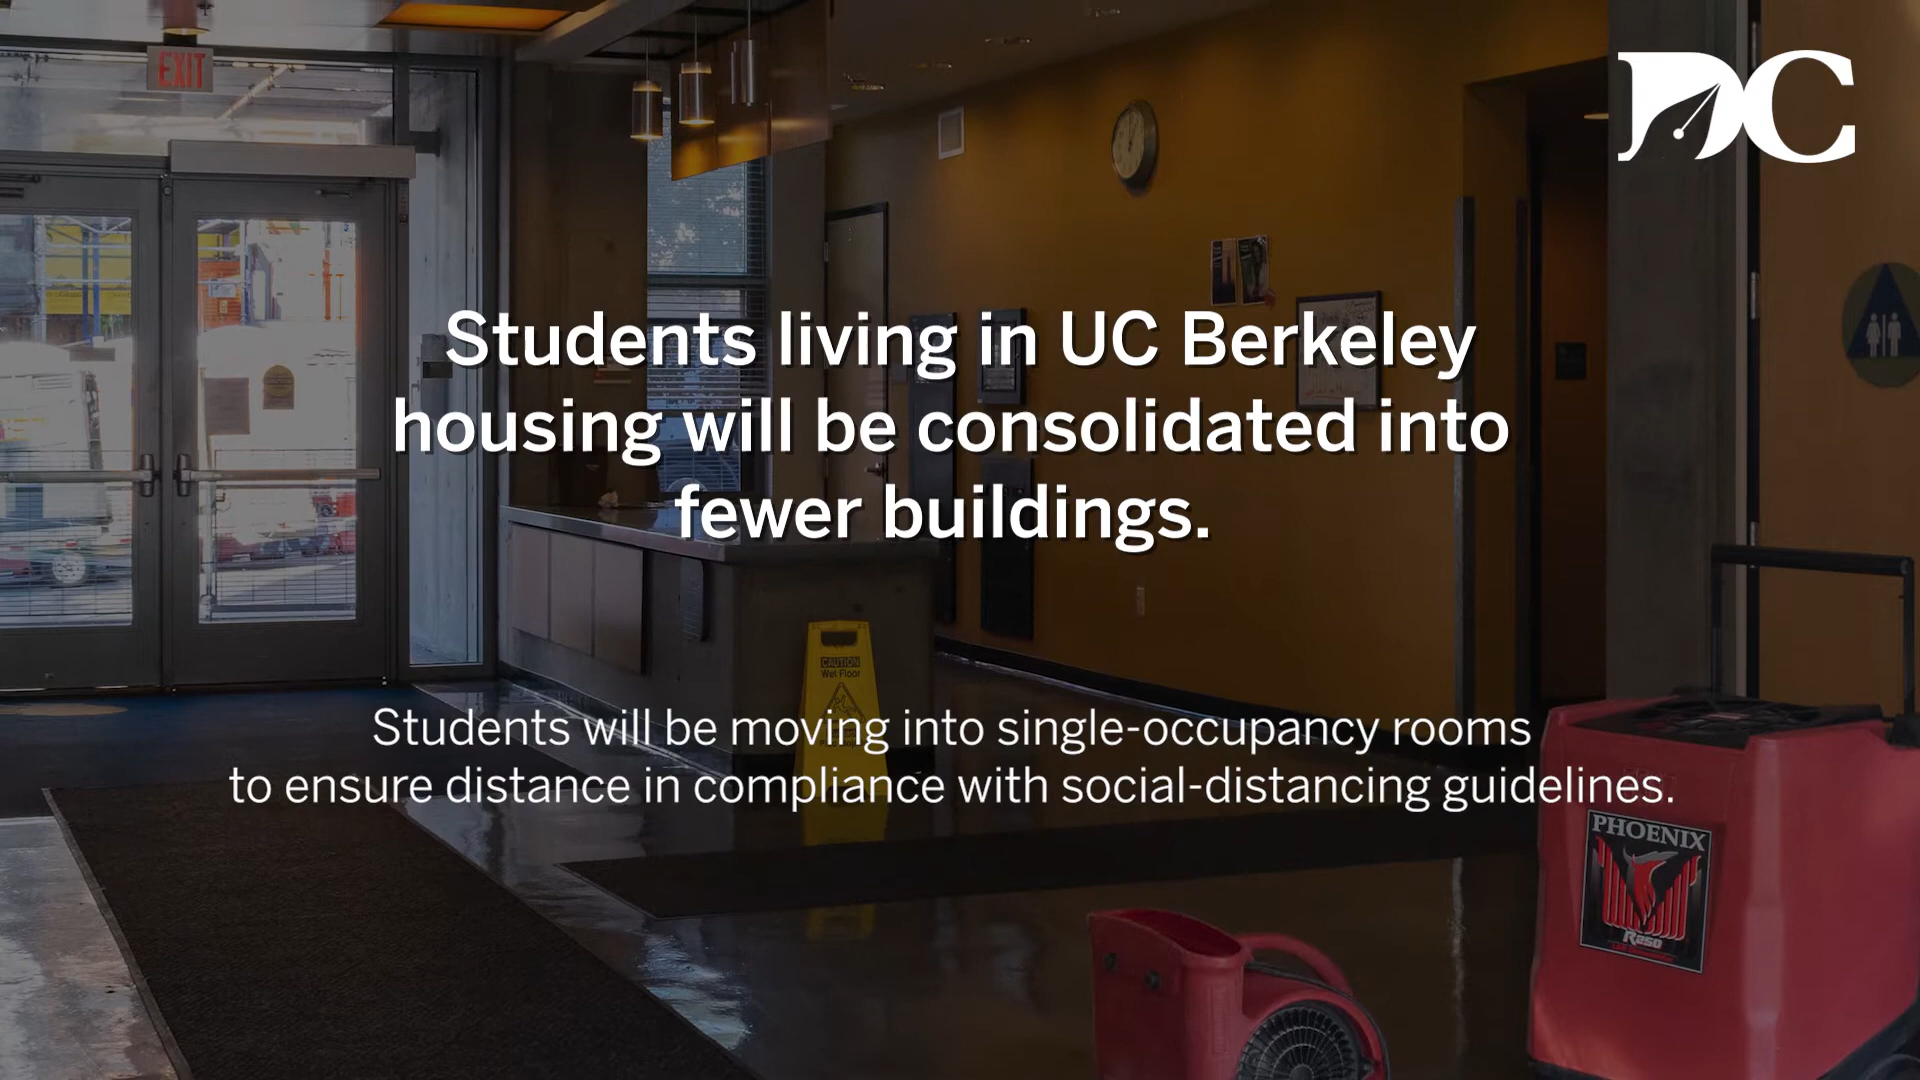 EXIT
DC
Students living in UC Berkeley
housing will be consolidated into
fewer buildings.
CAUTION
Wet Floor
Students will be moving into single-occupancy rooms
to ensure distance in compliance with social-distancing guidelines.
PHOENIX